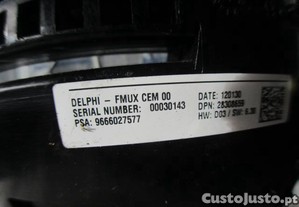 DELPHI - FMUX CEM 00
DATE: 120130
SERIAL NUMBER: 00030143
DPN: 28308659
PSA: 9666027577
HW: D03 / SW: 6.30
CustoJusto.pt